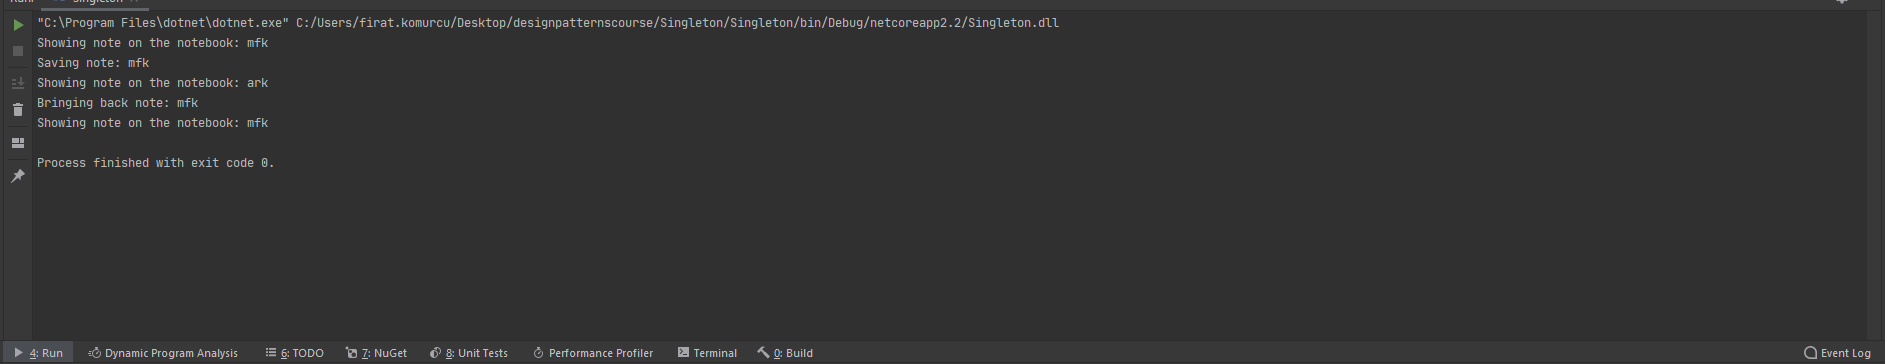 Singleton
"C:\Program Files\dotnet\dotnet.exe" C:/Users/firat.komurcu/Desktop/designpatternscourse/Singleton/Singleton/bin/Debug/netcoreapp2.2/Singleton.dll
Showing note on the notebook: mfk
Saving note: mfk
Showing note on the notebook: ark
Bringing back note: mfk
Showing note on the notebook: mfk
Process finished with exit code 0.
4: Run Dynamic Program Analysis 6: TODO 7: NuGet 8: Unit Tests Performance Profiler Terminal 0: Build Event Log